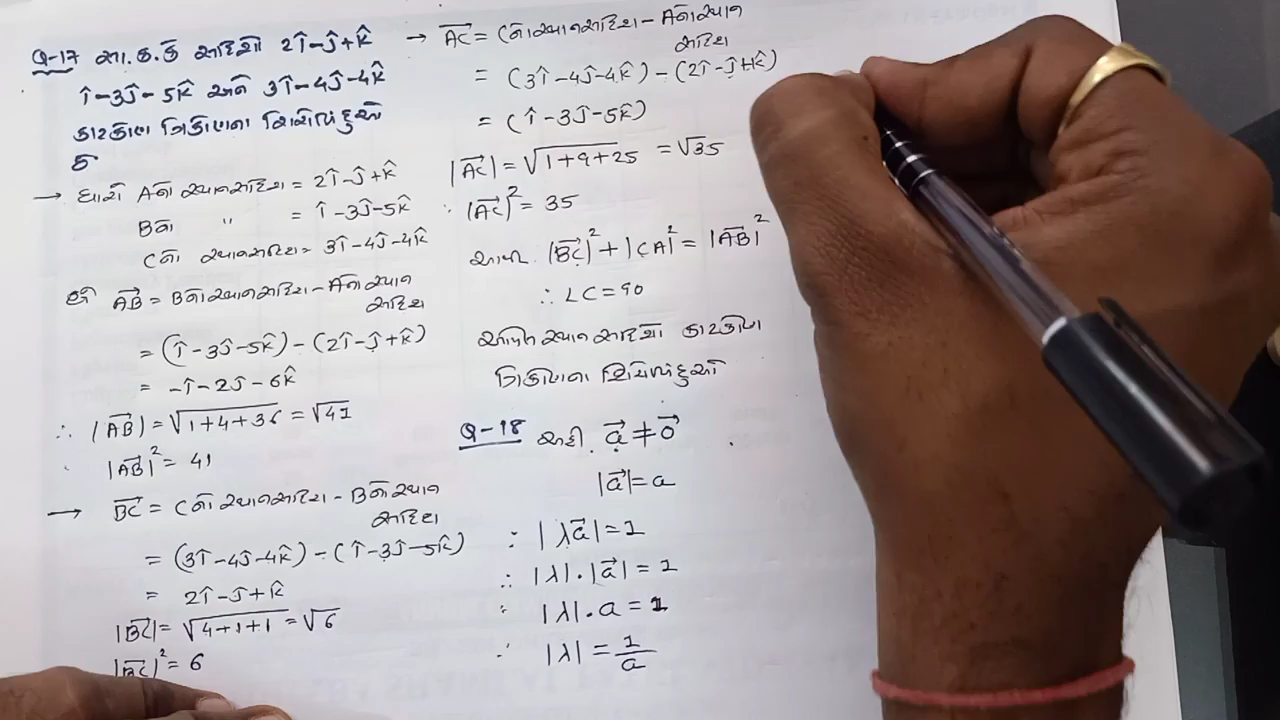 Q-17 સા.ક.કે સદિશો 2î-ĵ+k̂
î-3ĵ-5k̂ અને 3î-4ĵ-4k̂
કાટકોણ ત્રિકોણના શિરોબિંદુઓ
છે
→ ધારો A નો સ્થાનસદિશ = 2î-ĵ+k̂
B નો " = î-3ĵ-5k̂
C નો સ્થાનસદિશ = 3î-4ĵ-4k̂
AB⃗ = B નો સ્થાનસદિશ - A નો સ્થાન
સદિશ
= (î-3ĵ-5k̂)-(2î-ĵ+k̂)
= -î-2ĵ-6k̂
∴ |AB⃗| = √1+4+36 = √41
∴ |AB⃗|² = 41
→ BC⃗ = C નો સ્થાનસદિશ - B નો સ્થાન
સદિશ
= (3î-4ĵ-4k̂)-(î-3ĵ-5k̂)
= 2î-ĵ+k̂
|BC⃗| = √4+1+1 = √6
|BC⃗|² = 6
→ AC⃗ = C નો સ્થાનસદિશ - A નો સ્થાન
સદિશ
= (3î-4ĵ-4k̂)-(2î-ĵ+k̂)
= (î-3ĵ-5k̂)
|AC⃗| = √1+9+25 = √35
∴ |AC⃗|² = 35
આમ |BC⃗|²+|CA|² = |AB⃗|²
∴ ∠C = 90
સ્થાન સદિશો કાટકોણ
ત્રિકોણના શિરોબિંદુઓ
Q-18 અહી a⃗ ≠ 0⃗
|a⃗| = a
∴ |λa⃗| = 1
∴ |λ|.|a⃗| = 1
∴ |λ|.a = 1
∴ |λ| = 1/a